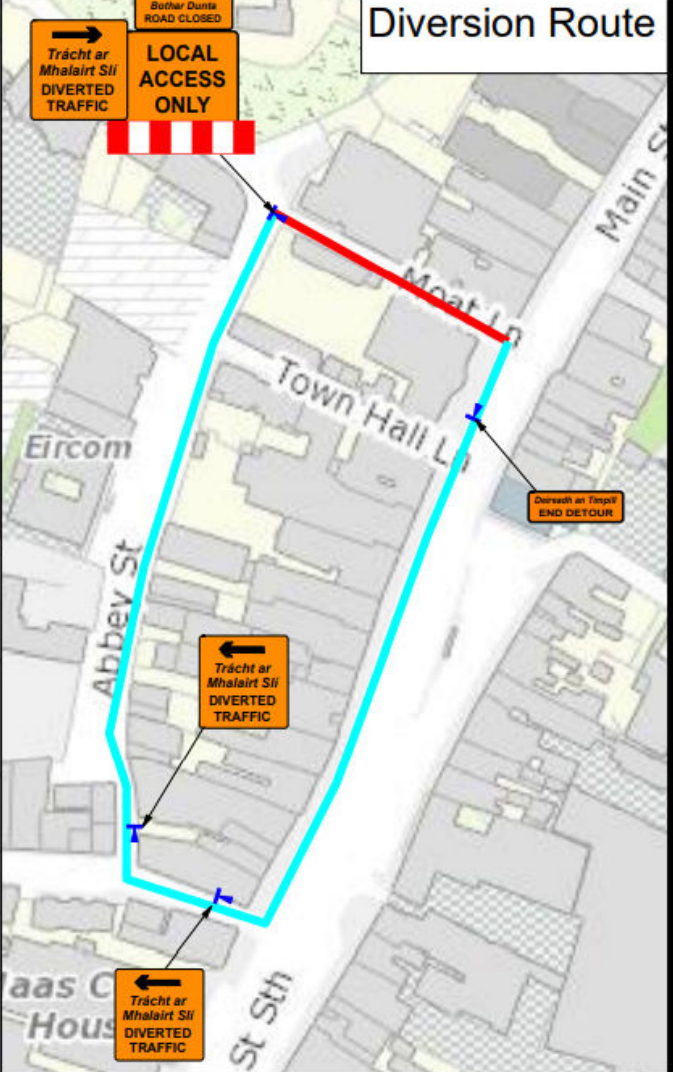 Diversion Route
Bothar Dunta
ROAD CLOSED
Trácht ar
Mhalairt Slí
DIVERTED
TRAFFIC
LOCAL
ACCESS
ONLY
Main St
Moat Ln
Town Hall Ln
Eircom
Deireadh an Timpill
END DETOUR
Abbey St
Trácht ar
Mhalairt Slí
DIVERTED
TRAFFIC
aas C
Hous
Trácht ar
Mhalairt Slí
DIVERTED
TRAFFIC
St Sth